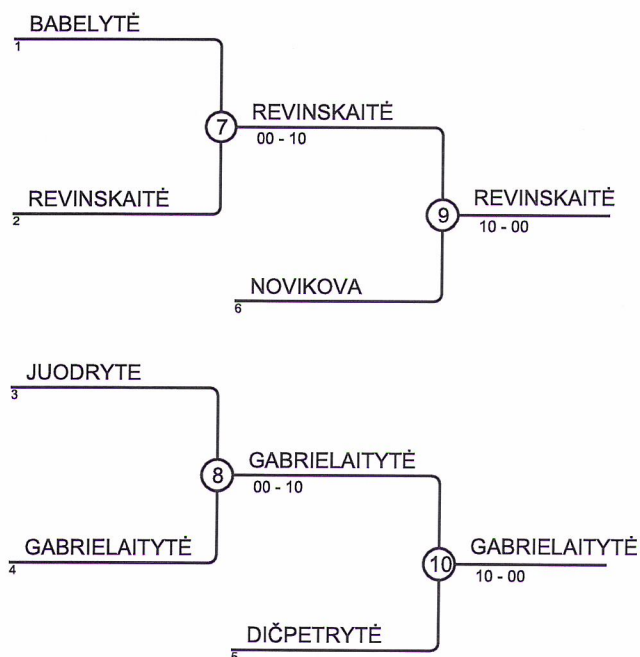 BABELYTĖ
1
REVINSKAITĖ
7
00 - 10
REVINSKAITĖ
2
REVINSKAITĖ
9
10 - 00
NOVIKOVA
6
JUODRYTE
3
GABRIELAITYTĖ
8
00 - 10
GABRIELAITYTĖ
4
GABRIELAITYTĖ
10
10 - 00
DIČPETRYTĖ
5